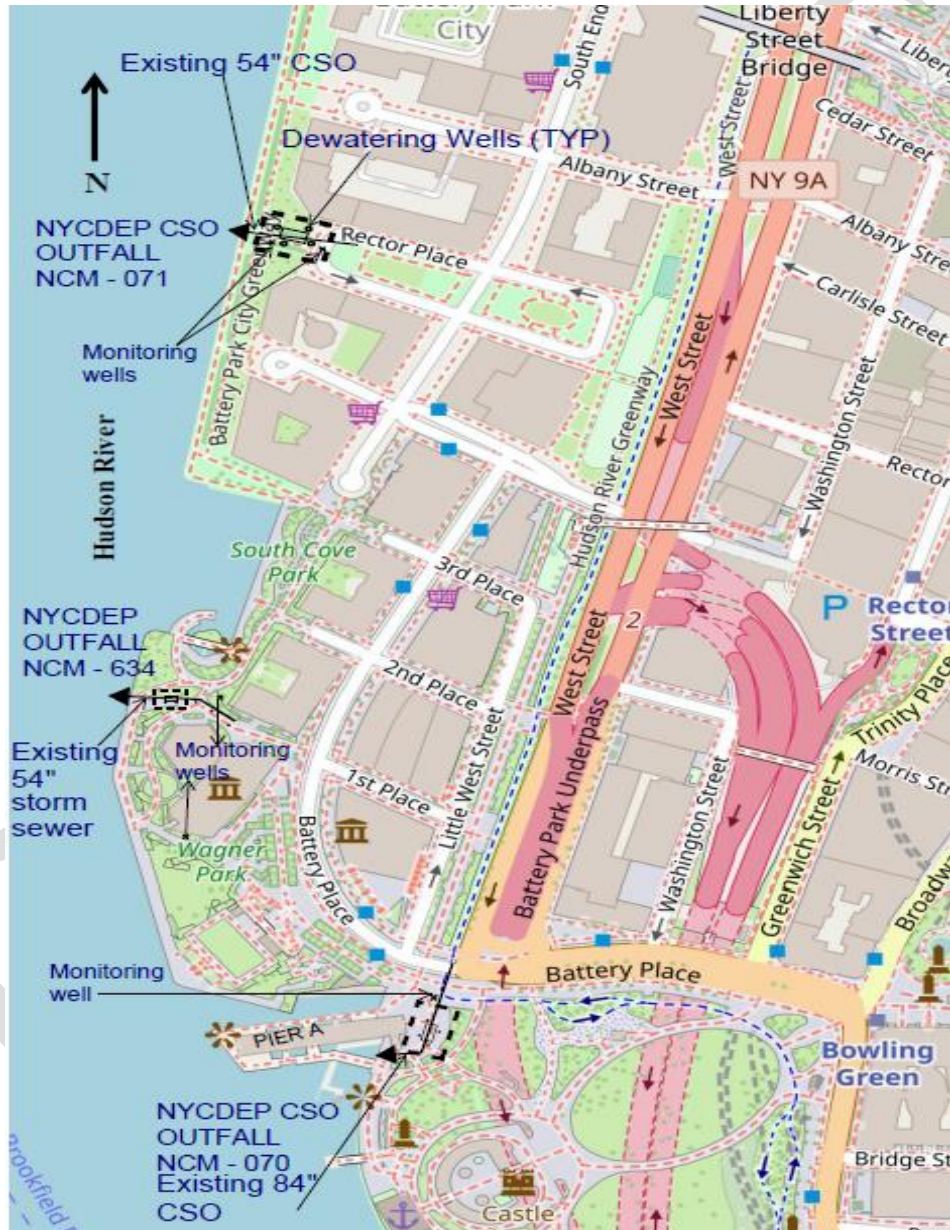 City
Liberty
Street
Bridge
Existing 54" CSO
South End
West Street
Cedar Street
Dewatering Wells (TYP)
N
Albany Street
NY 9A
Albany
NYCDEP CSO
OUTFALL
NCM - 071
Rector Place
Carlisle Street
Monitoring
wells
Battery Park City
West Street
Washington Street
Hudson River
Hudson River Greenway
Rector
South Cove
Park
3rd Place
NYCDEP
OUTFALL
NCM - 634
2
P
Rector
Street
2nd Place
West Street
Trinity Place
Existing
54"
storm
sewer
Monitoring
wells
1st Place
Little West Street
Battery Park Underpass
Washington Street
Morris
Wagner
Park
Battery Place
Greenwich Street
Monitoring
well
Battery Place
PIER A
Bowling
Green
NYCDEP CSO
OUTFALL
NCM - 070
Existing 84"
CSO
Bridge St
Castle